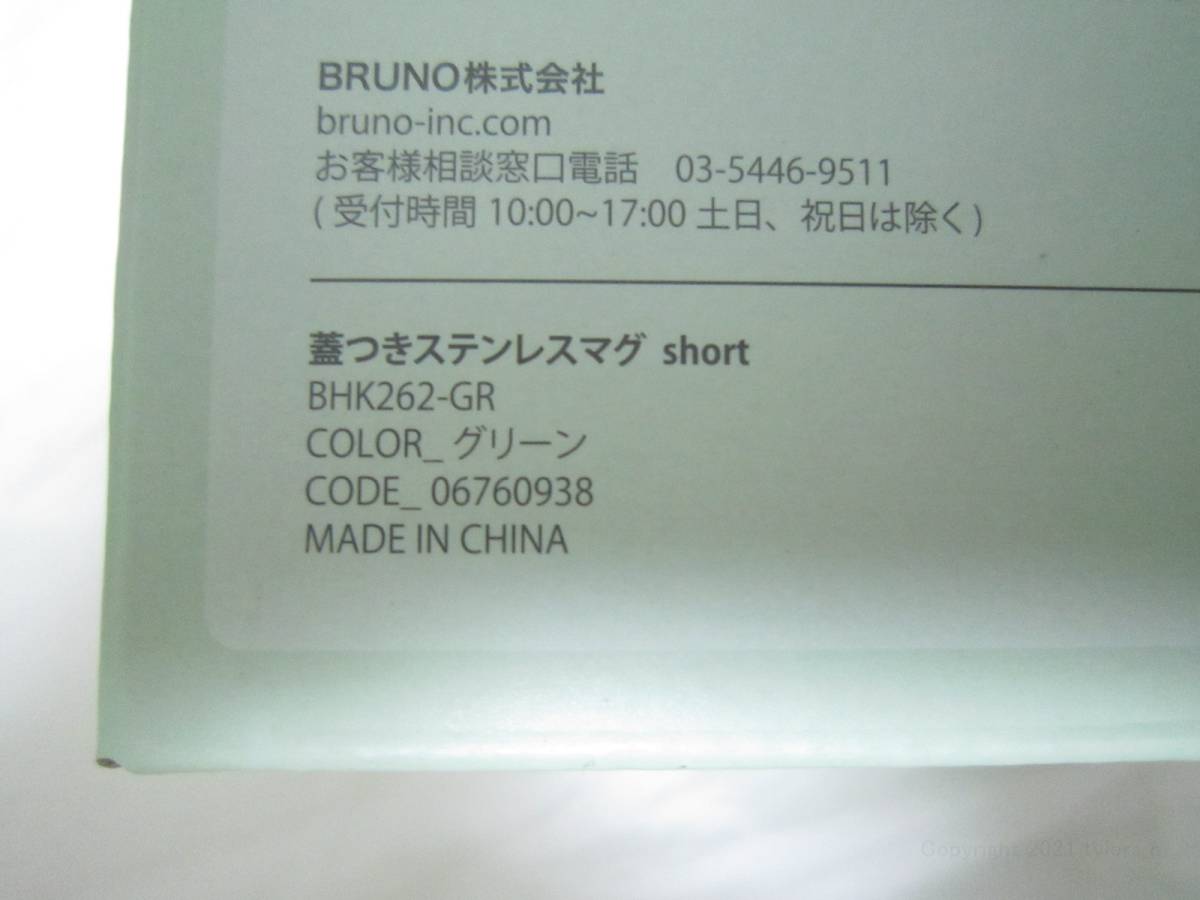 BRUNO株式会社
bruno-inc.com
お客様相談窓口電話　03-5446-9511
( 受付時間 10:00~17:00 土日、祝日は除く)
蓋つきステンレスマグ short
BHK262-GR
COLOR_ グリーン
CODE_ 06760938
MADE IN CHINA
Copyright 2021